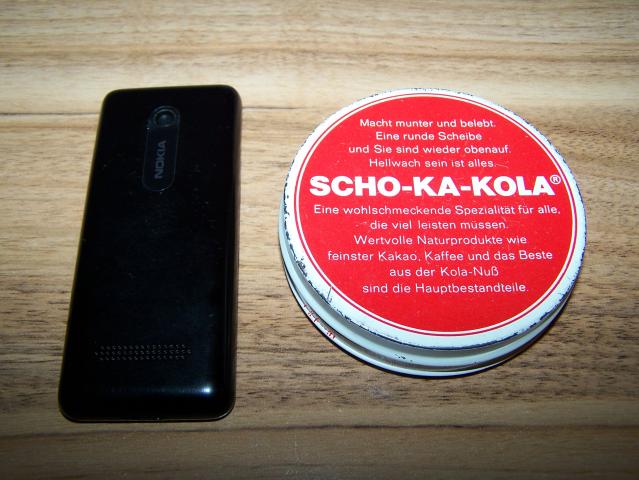 NOKIA
Macht munter und belebt.
Eine runde Scheibe
und Sie sind wieder obenauf.
Hellwach sein ist alles.
SCHO-KA-KOLA®
Eine wohlschmeckende Spezialität für alle,
die viel leisten müssen.
Wertvolle Naturprodukte wie
feinster Kakao, Kaffee und das Beste
aus der Kola-Nuß
sind die Hauptbestandteile.